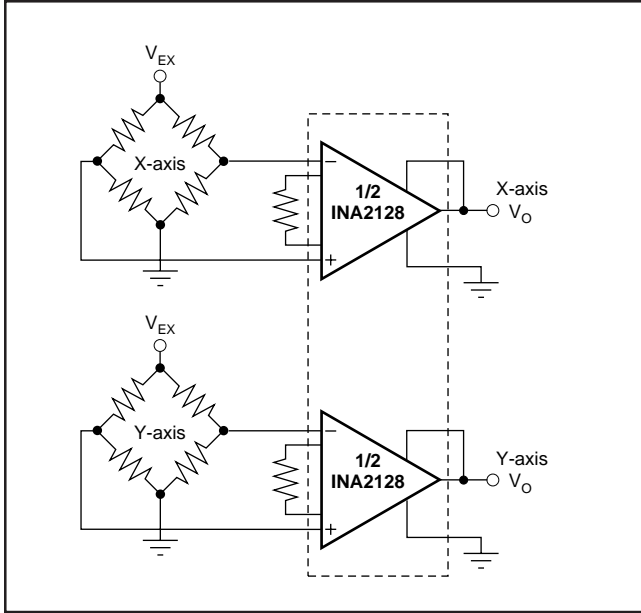 V_EX
X-axis
−
1/2
INA2128
+
X-axis
V_O
V_EX
Y-axis
−
1/2
INA2128
+
Y-axis
V_O